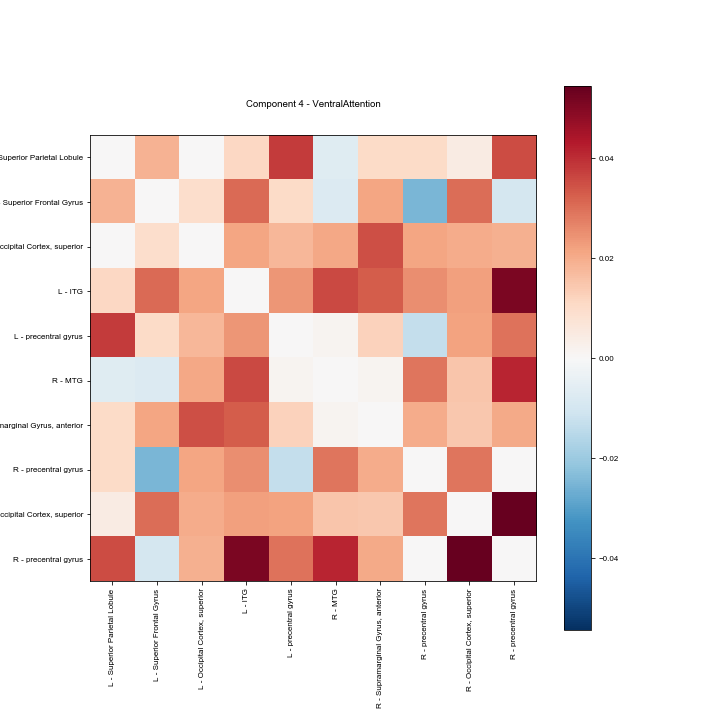 Component 4 - VentralAttention
Superior Parietal Lobule
Superior Frontal Gyrus
ccipital Cortex, superior
L - ITG
L - precentral gyrus
R - MTG
marginal Gyrus, anterior
R - precentral gyrus
ccipital Cortex, superior
R - precentral gyrus
L - Superior Parietal Lobule
L - Superior Frontal Gyrus
L - Occipital Cortex, superior
L - ITG
L - precentral gyrus
R - MTG
R - Supramarginal Gyrus, anterior
R - precentral gyrus
R - Occipital Cortex, superior
R - precentral gyrus
0.04
0.02
0.00
−0.02
−0.04